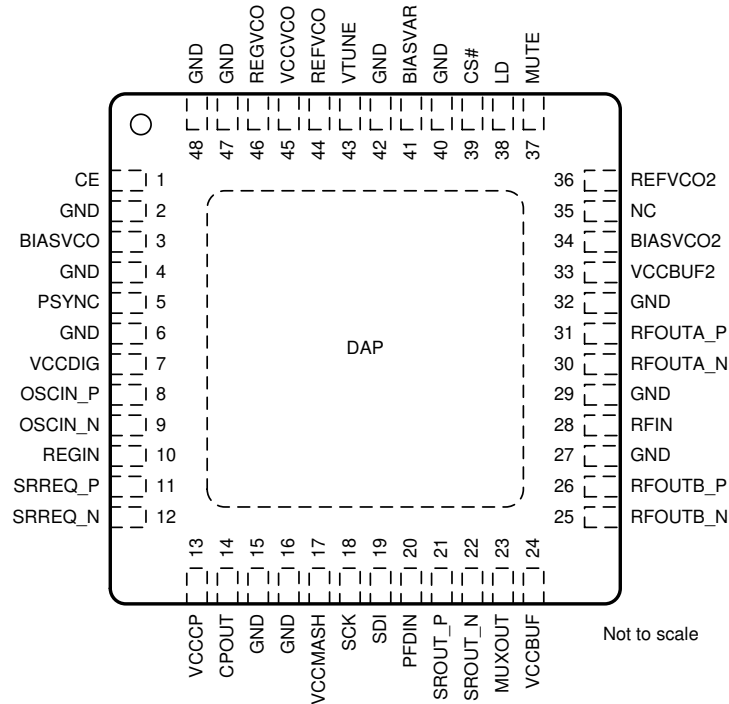 GND
GND
REGVCO
VCCVCO
REFVCO
VTUNE
GND
BIASVAR
GND
CS#
LD
MUTE
48
47
46
45
44
43
42
41
40
39
38
37
CE 1
GND 2
BIASVCO 3
GND 4
PSYNC 5
GND 6
VCCDIG 7
OSCIN_P 8
OSCIN_N 9
REGIN 10
SRREQ_P 11
SRREQ_N 12
DAP
36 REFVCO2
35 NC
34 BIASVCO2
33 VCCBUF2
32 GND
31 RFOUTA_P
30 RFOUTA_N
29 GND
28 RFIN
27 GND
26 RFOUTB_P
25 RFOUTB_N
13
14
15
16
17
18
19
20
21
22
23
24
VCCCP
CPOUT
GND
GND
VCCMASH
SCK
SDI
PFDIN
SROUT_P
SROUT_N
MUXOUT
VCCBUF
Not to scale